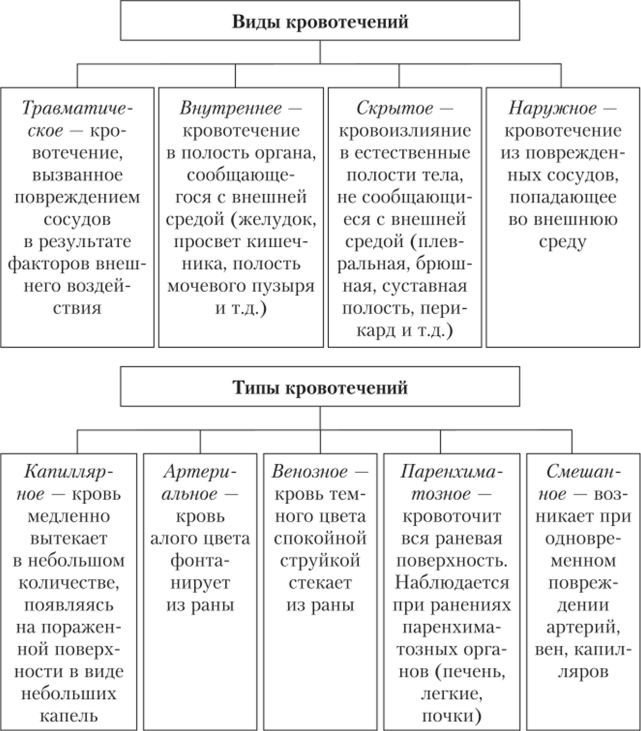 Виды кровотечений
Травматиче-
ское — кро-
вотечение,
вызванное
повреждением
сосудов
в результате
факторов внеш-
него воздей-
ствия
Внутреннее —
кровотечение
в полость органа,
сообщающе-
гося с внешней
средой (желудок,
просвет кишеч-
ника, полость
мочевого пузыря
и т.д.)
Скрытое —
кровоизлияние
в естественные
полости тела,
не сообщающи-
еся с внешней
средой (плев-
ральная, брюш-
ная, суставная
полость, пери-
кард и т.д.)
Наружное —
кровотечение
из поврежден-
ных сосудов,
попадающее
во внешнюю
среду
Типы кровотечений
Капилляр-
ное — кровь
медленно
вытекает
в небольшом
количестве,
появляясь
на поражен-
ной поверх-
ности в виде
небольших
капель
Артери-
альное —
кровь
алого цвета
фонта-
нирует
из раны
Венозное —
кровь тем-
ного цвета
спокойной
струйкой
стекает
из раны
Паренхима-
тозное —
кровоточит
вся раневая
поверхность.
Наблюдается
при ранениях
паренхима-
тозных орга-
нов (печень,
легкие,
почки)
Смешан-
ное — воз-
никает при
одновре-
менном
повреж-
дении
артерий,
вен, капил-
ляров